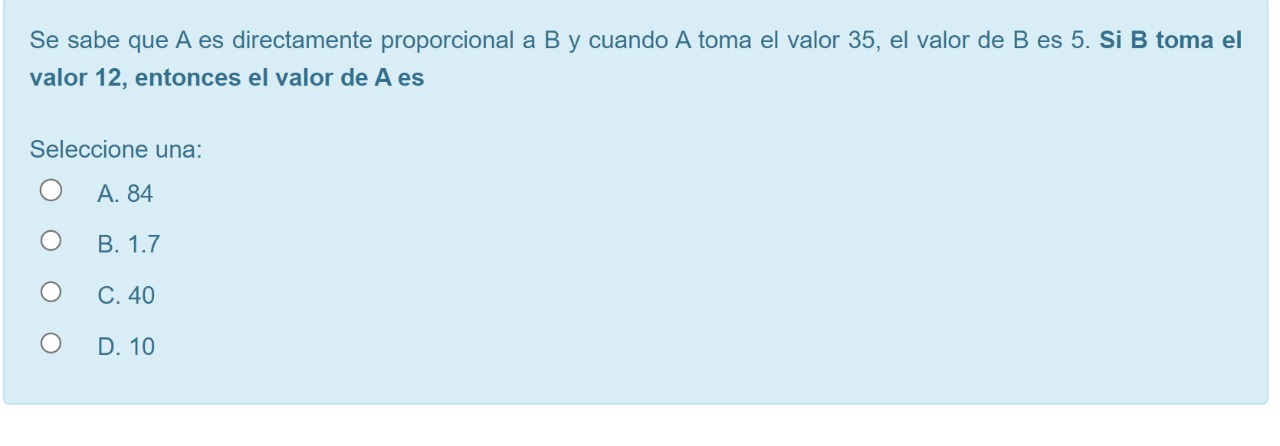 Se sabe que A es directamente proporcional a B y cuando A toma el valor 35, el valor de B es 5. Si B toma el
valor 12, entonces el valor de A es
Seleccione una:
A. 84
B. 1.7
C. 40
D. 10